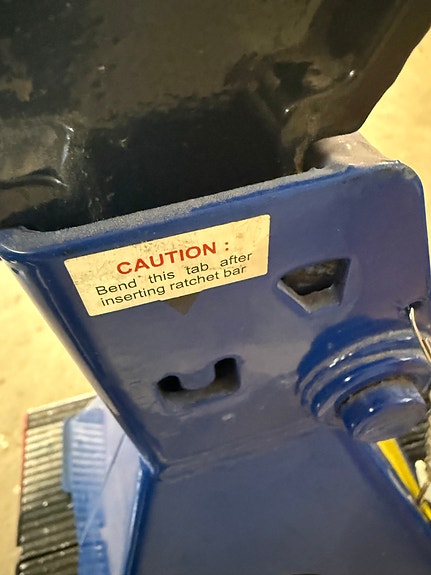 CAUTION :
Bend this tab after
inserting ratchet bar